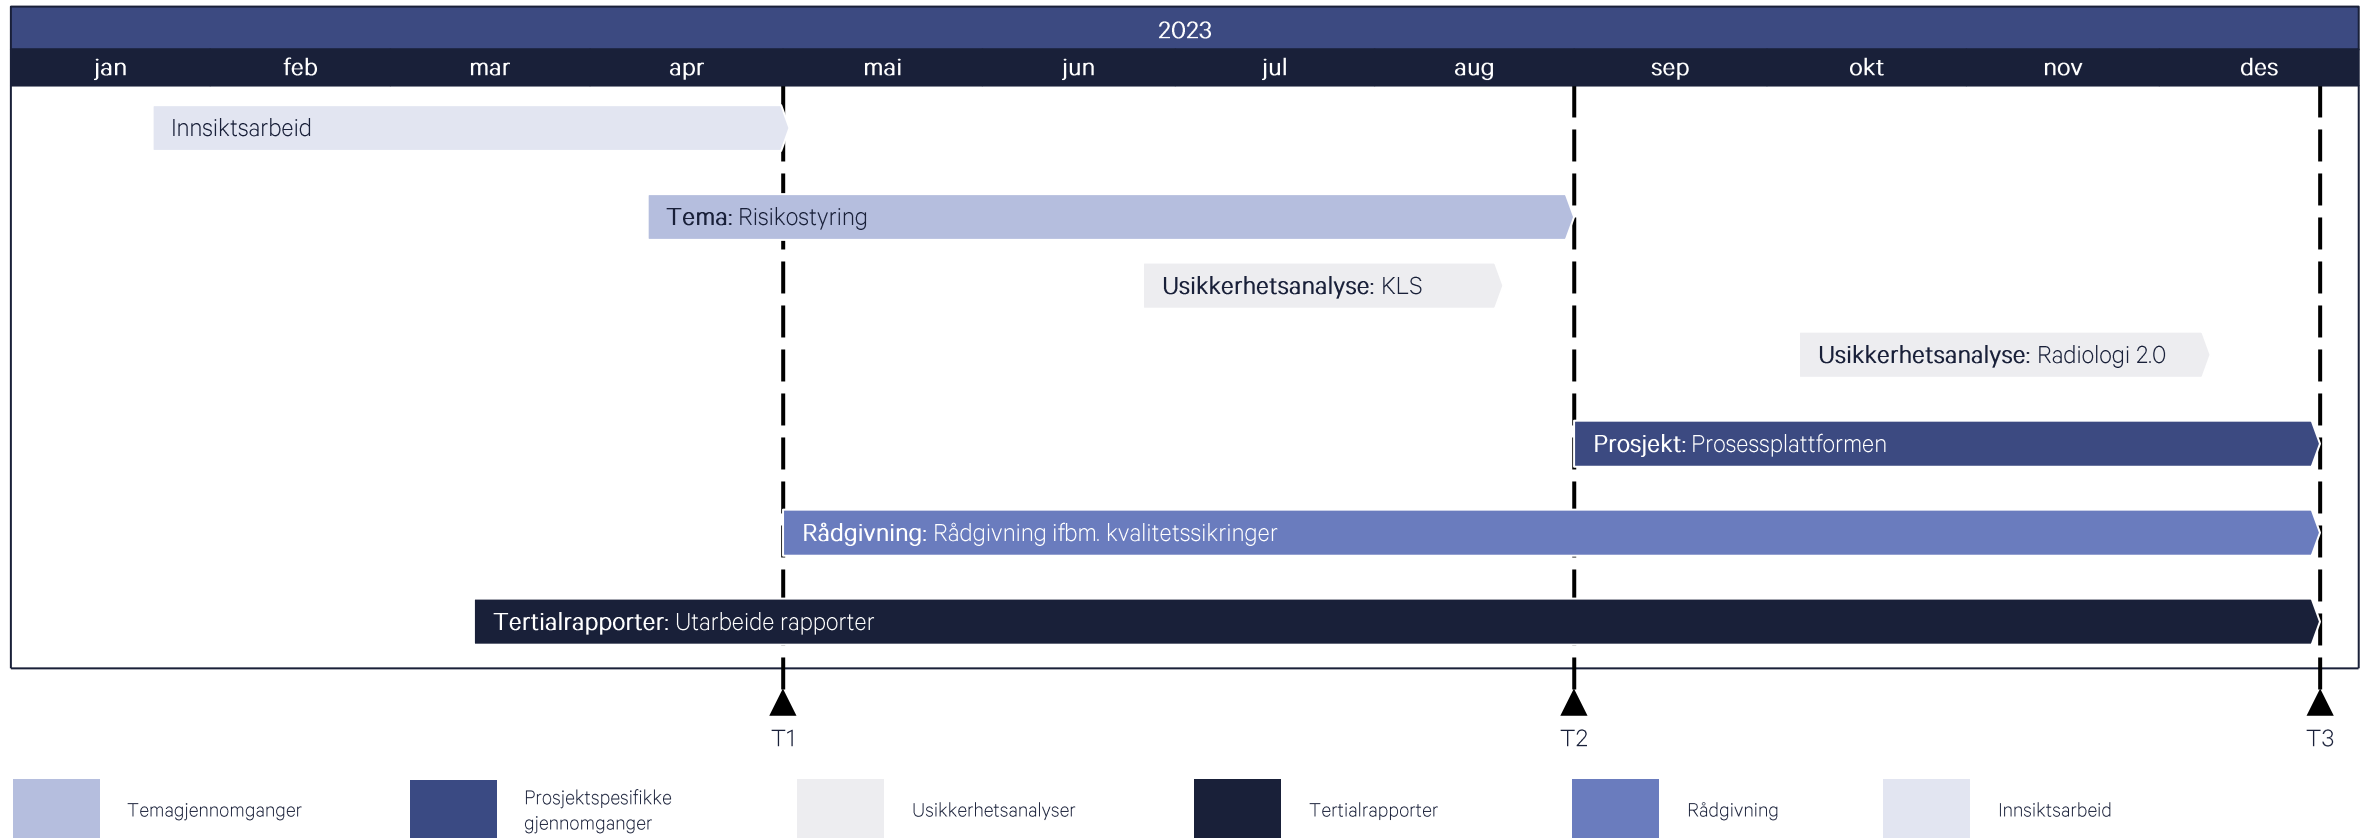 2023
jan feb mar apr mai jun jul aug sep okt nov des
Innsiktsarbeid
Tema: Risikostyring
Usikkerhetsanalyse: KLS
Usikkerhetsanalyse: Radiologi 2.0
Prosjekt: Prosessplattformen
Rådgivning: Rådgivning ifbm. kvalitetssikringer
Tertialrapporter: Utarbeide rapporter
T1 T2 T3
Temagjennomganger
Prosjektspesifikke
gjennomganger
Usikkerhetsanalyser
Tertialrapporter
Rådgivning
Innsiktsarbeid